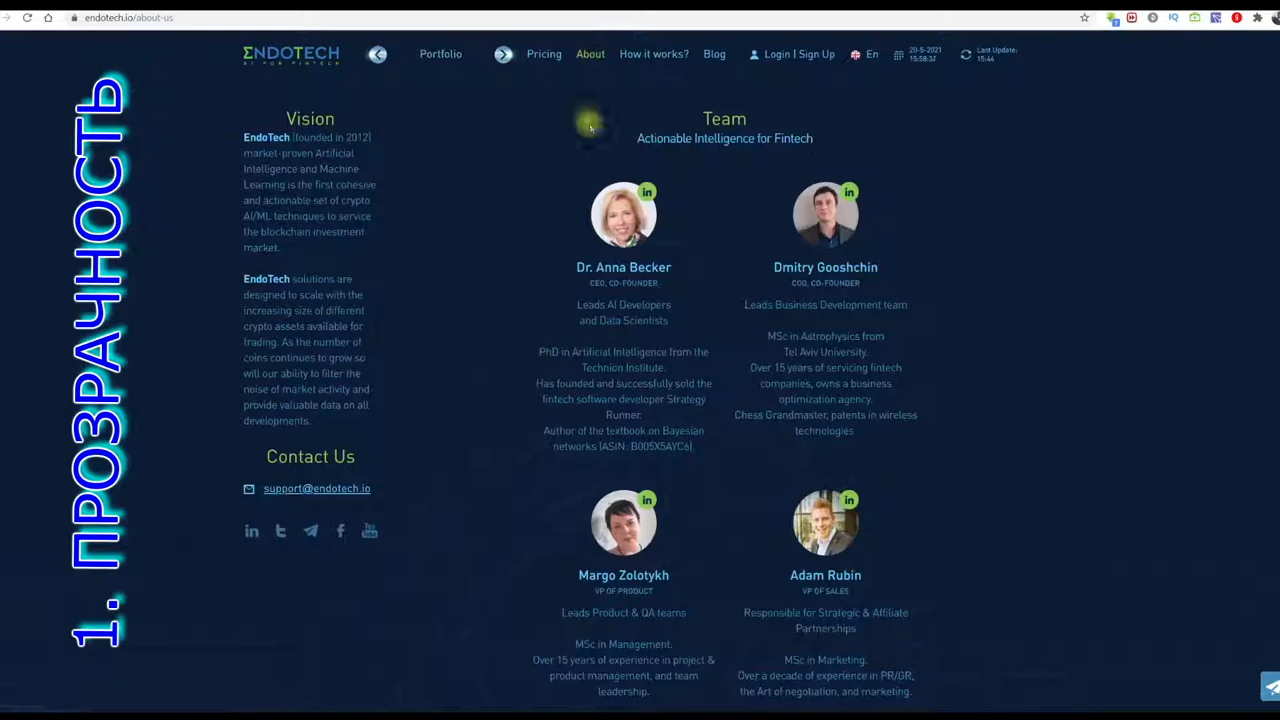 endotech.io/about-us
ENDOTECH
AI FOR FINTECH
Portfolio
Pricing
About
How it works?
Blog
Login | Sign Up
En
20-5-2021
15:58:32
Last Update:
15:44
1. ПРОЗРАЧНОСТЬ
Vision
EndoTech (founded in 2012)
market-proven Artificial
Intelligence and Machine
Learning is the first cohesive
and actionable set of crypto
AI/ML techniques to service
the blockchain investment
market.
EndoTech solutions are
designed to scale with the
increasing size of different
crypto assets available for
trading. As the number of
coins continues to grow so
will our ability to filter the
noise of market activity and
provide valuable data on all
developments.
Contact Us
support@endotech.io
Team
Actionable Intelligence for Fintech
Dr. Anna Becker
CEO, CO-FOUNDER
Leads AI Developers
and Data Scientists
PhD in Artificial Intelligence from the
Technion Institute.
Has founded and successfully sold the
fintech software developer Strategy
Runner.
Author of the textbook on Bayesian
networks (ASIN: B005X5AYC6).
Dmitry Gooshchin
COO, CO-FOUNDER
Leads Business Development team
MSc in Astrophysics from
Tel Aviv University.
Over 15 years of servicing fintech
companies, owns a business
optimization agency.
Chess Grandmaster, patents in wireless
technologies
Margo Zolotykh
VP OF PRODUCT
Leads Product & QA teams
MSc in Management.
Over 15 years of experience in project &
product management, and team
leadership.
Adam Rubin
VP OF SALES
Responsible for Strategic & Affiliate
Partnerships
MSc in Marketing.
Over a decade of experience in PR/GR,
the Art of negotiation, and marketing.